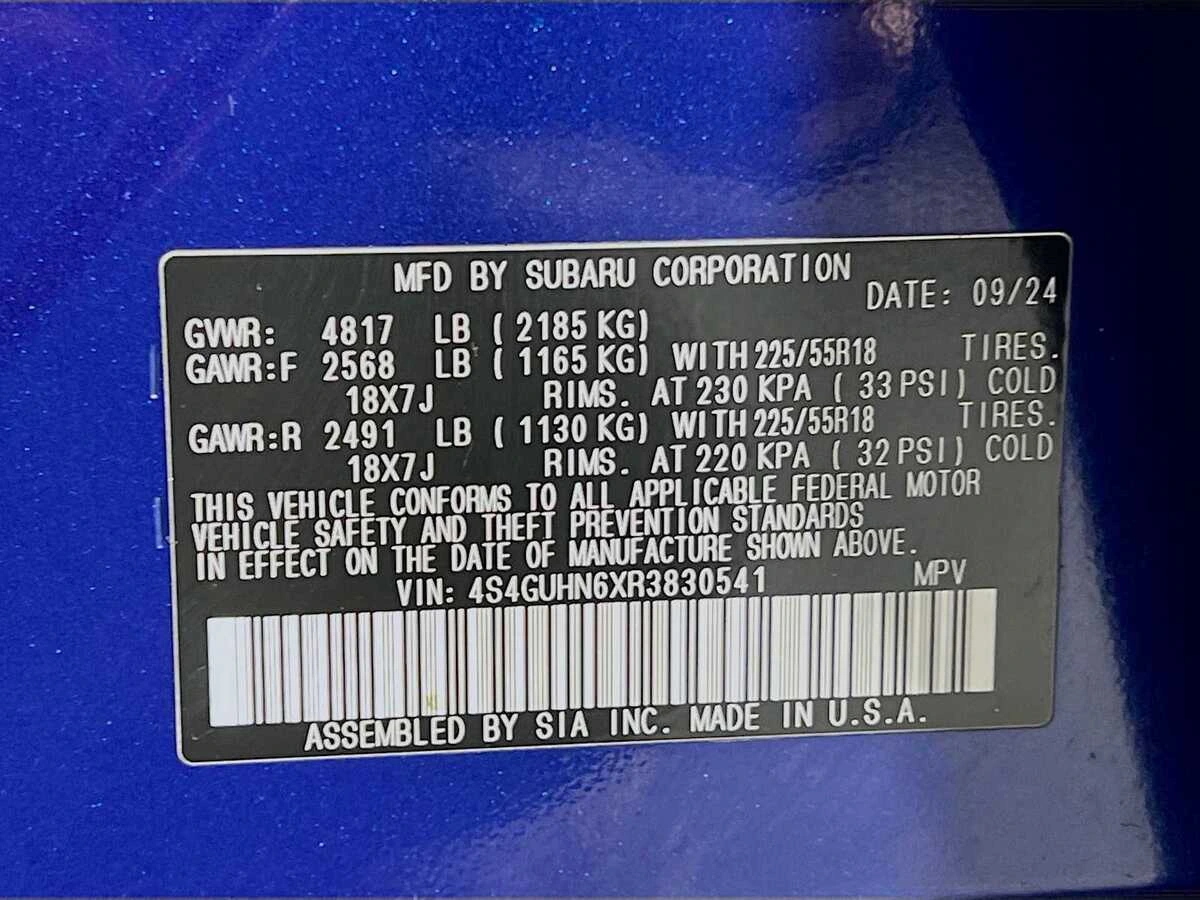 MFD BY SUBARU CORPORATION
DATE: 09/24
GVWR: 4817 LB ( 2185 KG)
GAWR:F 2568 LB ( 1165 KG) WITH 225/55R18 TIRES.
18X7J RIMS. AT 230 KPA ( 33 PSI) COLD
GAWR:R 2491 LB ( 1130 KG) WITH 225/55R18 TIRES.
18X7J RIMS. AT 220 KPA ( 32 PSI) COLD
THIS VEHICLE CONFORMS TO ALL APPLICABLE FEDERAL MOTOR
VEHICLE SAFETY AND THEFT PREVENTION STANDARDS
IN EFFECT ON THE DATE OF MANUFACTURE SHOWN ABOVE.
VIN: 4S4GUHN6XR3830541 MPV
ASSEMBLED BY SIA INC. MADE IN U.S.A.